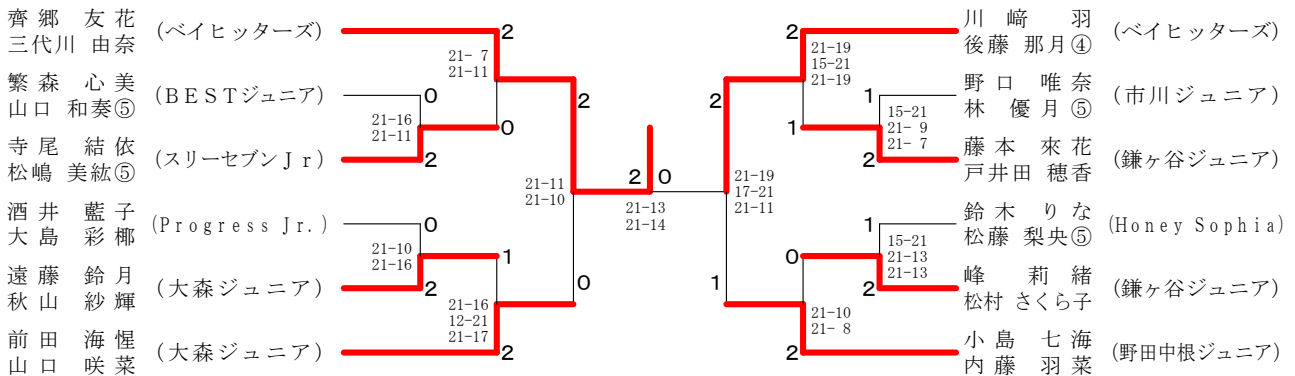 齊郷 友花
三代川 由奈
(ベイヒッターズ)
2
21- 7
21-11
繁森 心美
山口 和奏⑤
(BESTジュニア)
0
21-16
21-11
0
寺尾 結依
松嶋 美紘⑤
(スリーセブンJr)
2
2
21-11
21-10
酒井 藍子
大島 彩椰
(Progress Jr.)
0
21-10
21-16
1
遠藤 鈴月
秋山 紗輝
(大森ジュニア)
2
21-16
12-21
21-17
0
前田 海惺
山口 咲菜
(大森ジュニア)
2
2
0
21-13
21-14
川﨑 羽
後藤 那月④
(ベイヒッターズ)
2
21-19
15-21
21-19
2
野口 唯奈
林 優月⑤
(市川ジュニア)
1
15-21
21- 9
21- 7
1
藤本 來花
戸井田 穂香
(鎌ヶ谷ジュニア)
2
21-19
17-21
21-11
鈴木 りな
松藤 梨央⑤
(Honey Sophia)
1
15-21
21-13
21-13
0
峰 莉緒
松村 さくら子
(鎌ヶ谷ジュニア)
2
1
21-10
21- 8
小島 七海
内藤 羽菜
(野田中根ジュニア)
2